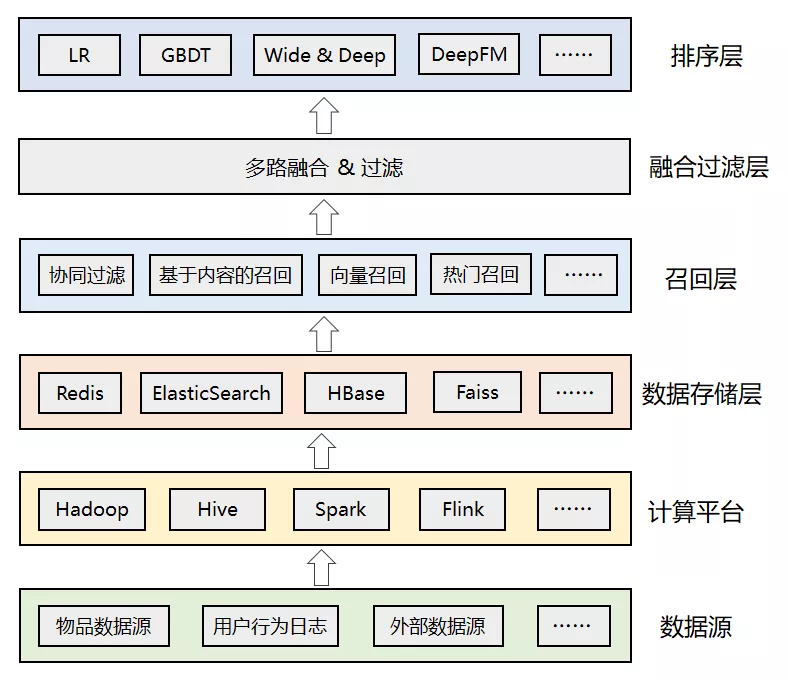 LR
GBDT
Wide & Deep
DeepFM
……
排序层
多路融合 & 过滤
融合过滤层
协同过滤
基于内容的召回
向量召回
热门召回
……
召回层
Redis
ElasticSearch
HBase
Faiss
……
数据存储层
Hadoop
Hive
Spark
Flink
……
计算平台
物品数据源
用户行为日志
外部数据源
……
数据源